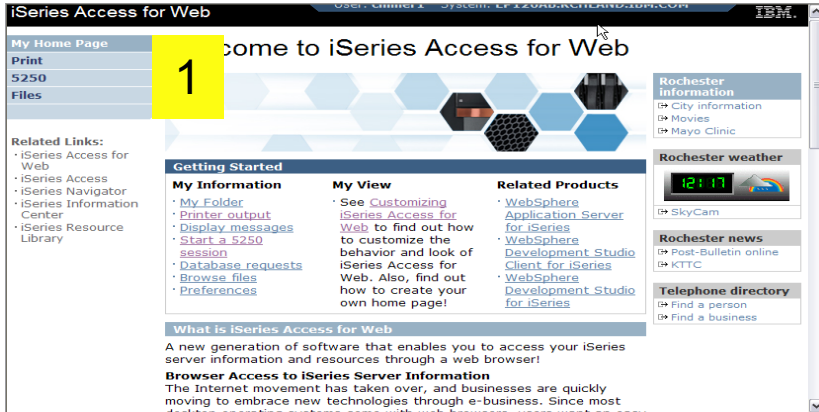 iSeries Access for Web
IBM.
My Home Page
Print
5250
Files
1
come to iSeries Access for Web
Related Links:
· iSeries Access for
Web
· iSeries Access
· iSeries Navigator
· iSeries Information
Center
· iSeries Resource
Library
Getting Started
My Information
· My Folder
· Printer output
· Display messages
· Start a 5250
session
· Database requests
· Browse files
· Preferences
My View
· See Customizing
iSeries Access for
Web to find out how
to customize the
behavior and look of
iSeries Access for
Web. Also, find out
how to create your
own home page!
Related Products
· WebSphere
Application Server
for iSeries
· WebSphere
Development Studio
Client for iSeries
· WebSphere
Development Studio
for iSeries
What is iSeries Access for Web
A new generation of software that enables you to access your iSeries
server information and resources through a web browser!
Browser Access to iSeries Server Information
The Internet movement has taken over, and businesses are quickly
moving to embrace new technologies through e-business. Since most
Rochester
information
City information
Movies
Mayo Clinic
Rochester weather
12:17
SkyCam
Rochester news
Post-Bulletin online
KTTC
Telephone directory
Find a person
Find a business